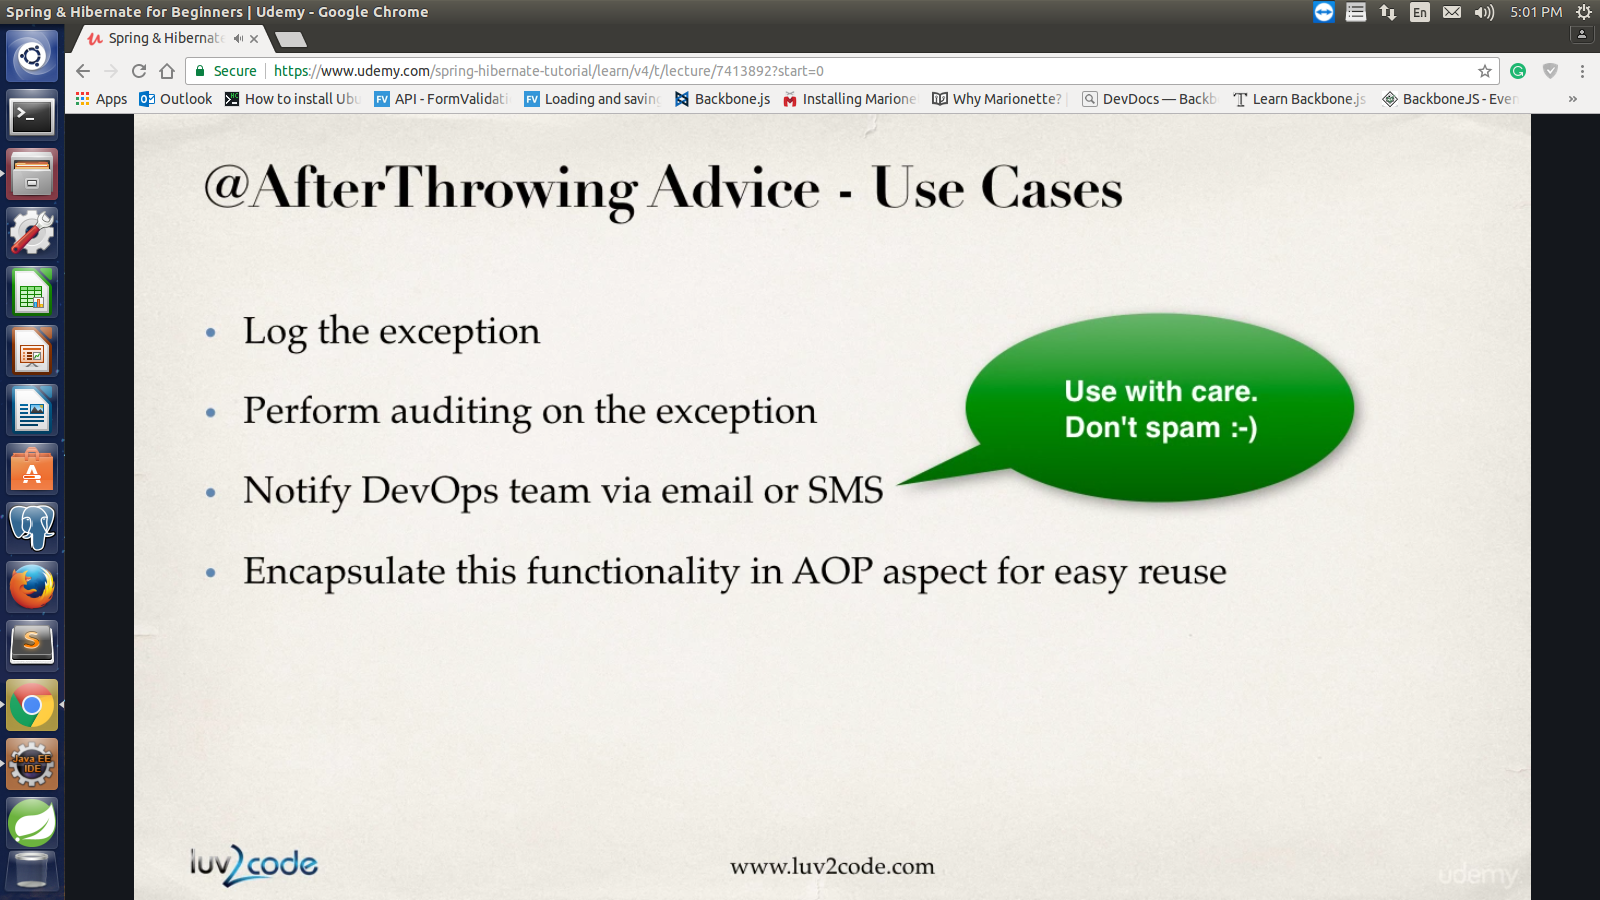 Spring & Hibernate for Beginners | Udemy - Google Chrome
En
5:01 PM
Spring & Hibernat
Secure
https://www.udemy.com/spring-hibernate-tutorial/learn/v4/t/lecture/7413892?start=0
Apps
Outlook
How to install Ubu
FV
API - FormValidati
FV
Loading and saving
Backbone.js
Installing Marione
Why Marionette?
DevDocs — Backb
Learn Backbone.js
BackboneJS - Even
»
@AfterThrowing Advice - Use Cases
• Log the exception
• Perform auditing on the exception
• Notify DevOps team via email or SMS
• Encapsulate this functionality in AOP aspect for easy reuse
Use with care.
Don't spam :-)
Java EE
IDE
luv2code
www.luv2code.com
udemy